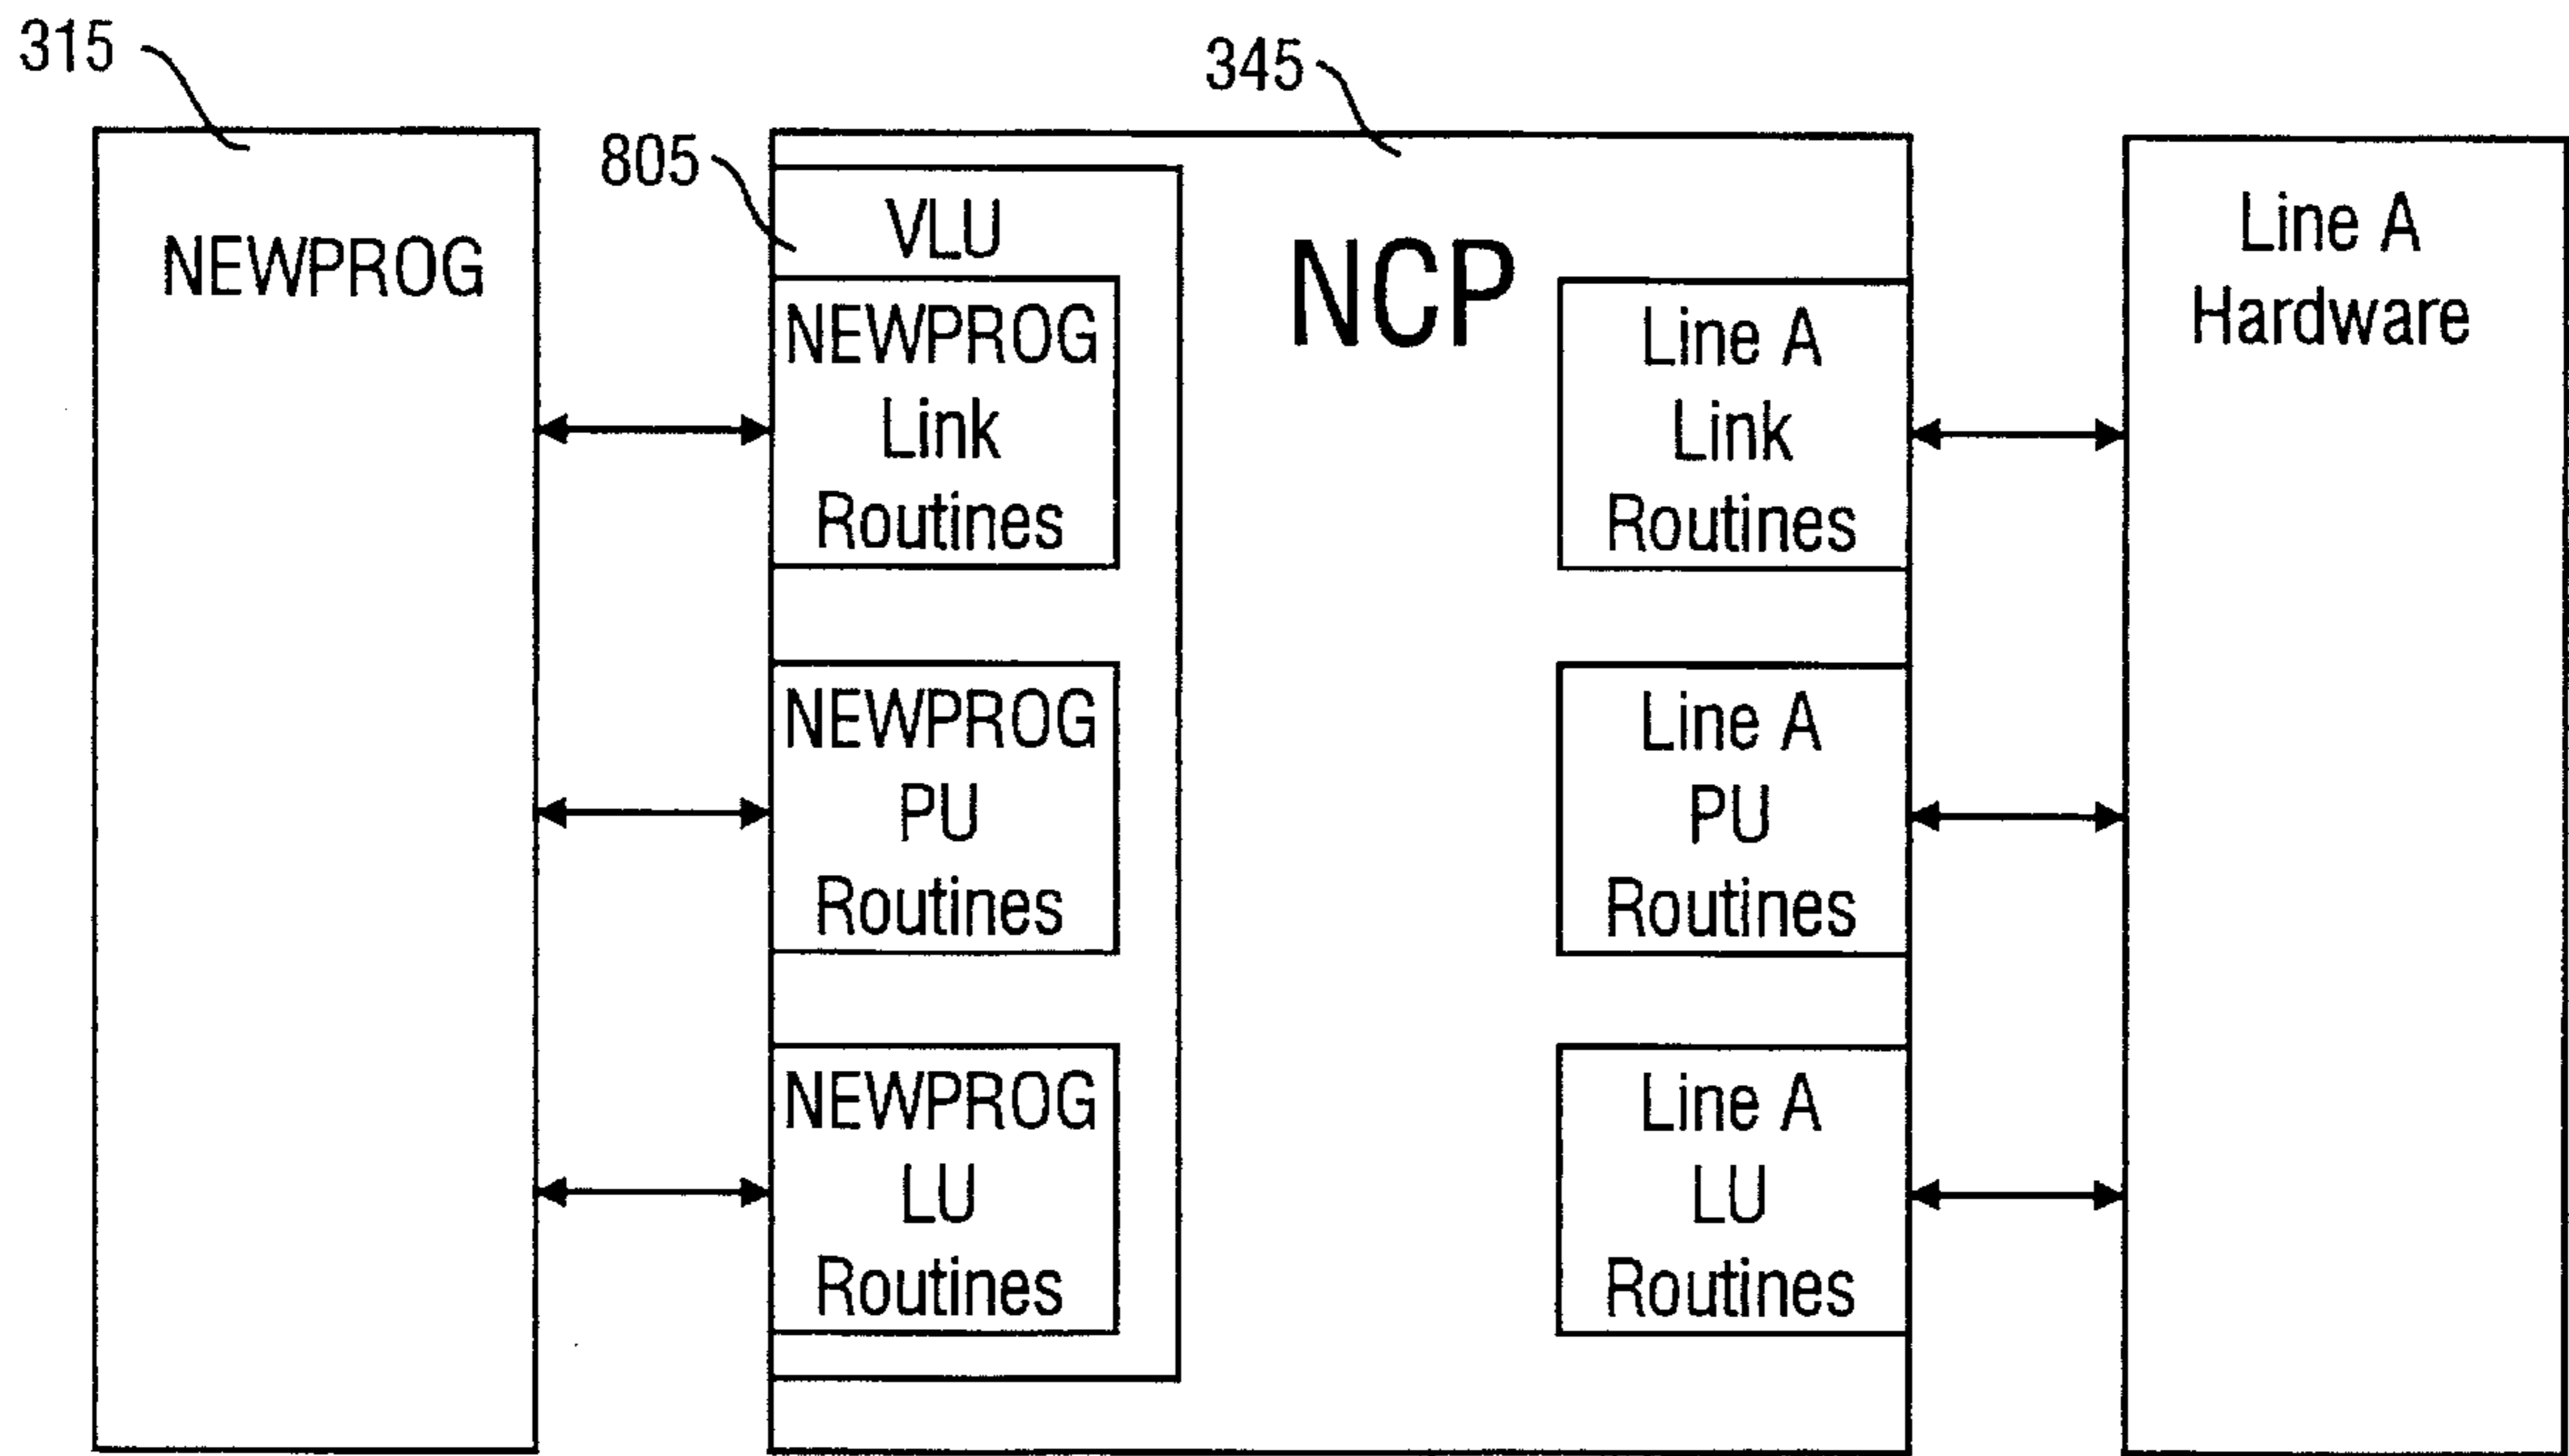 315
345
805
NEWPROG
VLU
NCP
Line A
Hardware
NEWPROG
Link
Routines
Line A
Link
Routines
NEWPROG
PU
Routines
Line A
PU
Routines
NEWPROG
LU
Routines
Line A
LU
Routines